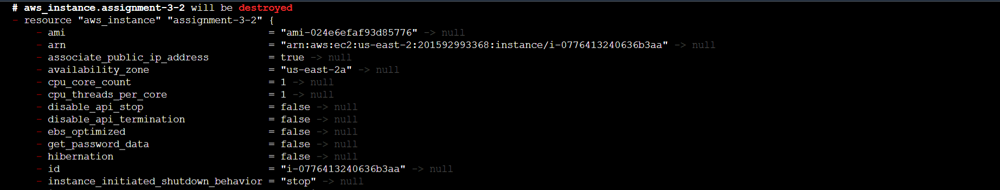 # aws_instance.assignment-3-2 will be destroyed
- resource "aws_instance" "assignment-3-2" {
- ami = "ami-024e6efaf93d85776" -> null
- arn = "arn:aws:ec2:us-east-2:201592993368:instance/i-0776413240636b3aa" -> null
- associate_public_ip_address = true -> null
- availability_zone = "us-east-2a" -> null
- cpu_core_count = 1 -> null
- cpu_threads_per_core = 1 -> null
- disable_api_stop = false -> null
- disable_api_termination = false -> null
- ebs_optimized = false -> null
- get_password_data = false -> null
- hibernation = false -> null
- id = "i-0776413240636b3aa" -> null
- instance_initiated_shutdown_behavior = "stop" -> null